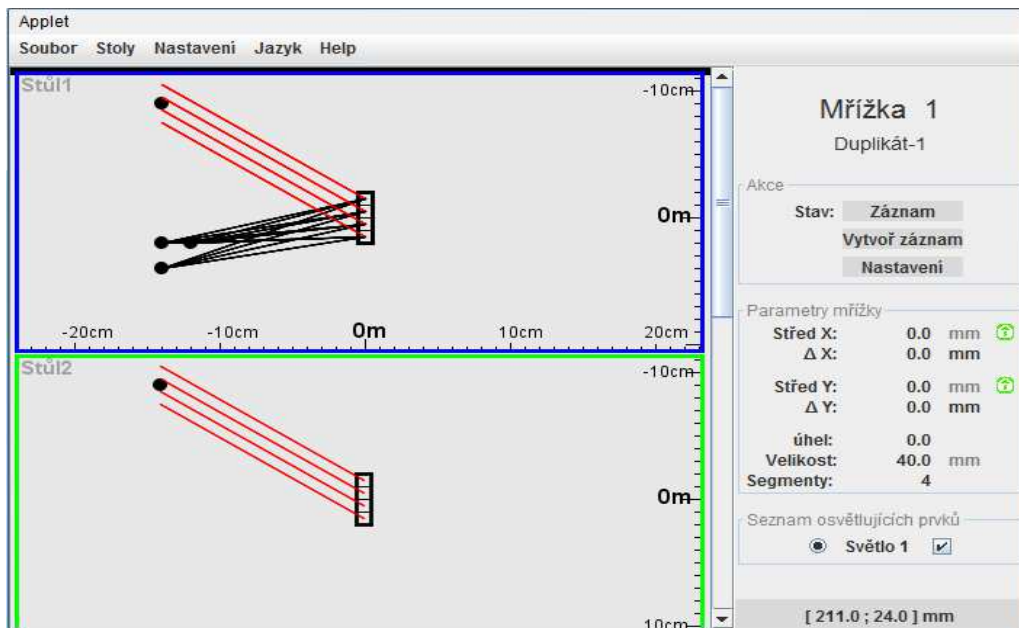 Applet
Soubor Stoly Nastavení Jazyk Help
Stůl1
-10cm
0m
-20cm -10cm 0m 10cm 20cm
Stůl2
-10cm
0m
10cm
Mřížka 1
Duplikát-1
Akce
Stav: Záznam
Vytvoř záznam
Nastavení
Parametry mřížky
Střed X: 0.0 mm
Δ X: 0.0 mm
Střed Y: 0.0 mm
Δ Y: 0.0 mm
úhel: 0.0
Velikost: 40.0 mm
Segmenty: 4
Seznam osvětlujících prvků
Světlo 1
[ 211.0 ; 24.0 ] mm